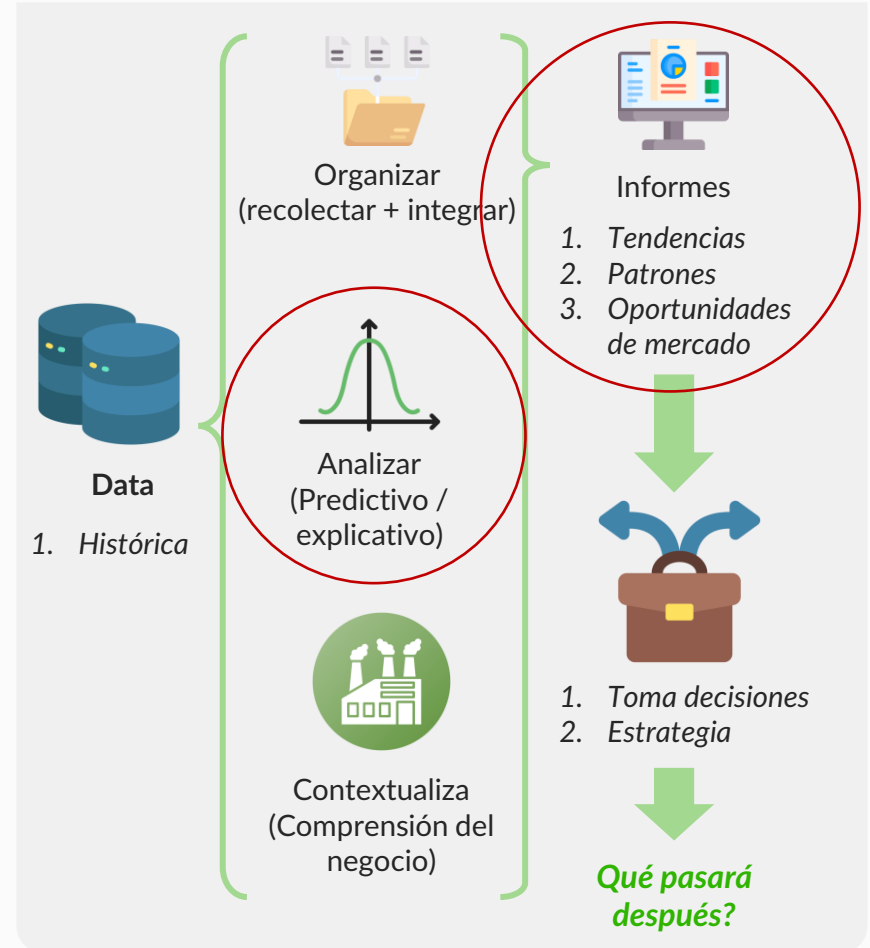 Data
1. Histórica
Organizar
(recolectar + integrar)
Analizar
(Predictivo /
explicativo)
Contextualiza
(Comprensión del
negocio)
Informes
1. Tendencias
2. Patrones
3. Oportunidades
de mercado
1. Toma decisiones
2. Estrategia
Qué pasará
después?